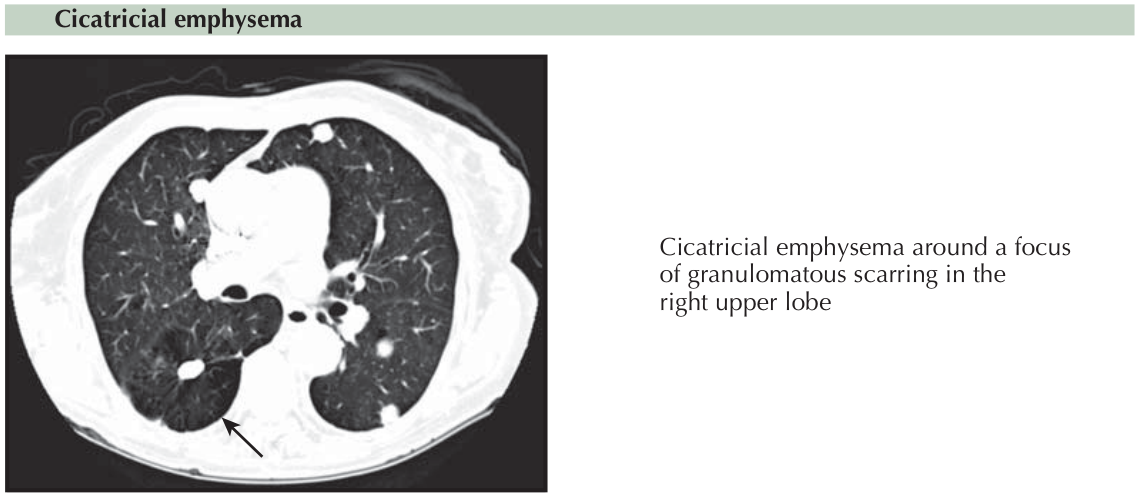 Cicatricial emphysema
Cicatricial emphysema around a focus
of granulomatous scarring in the
right upper lobe